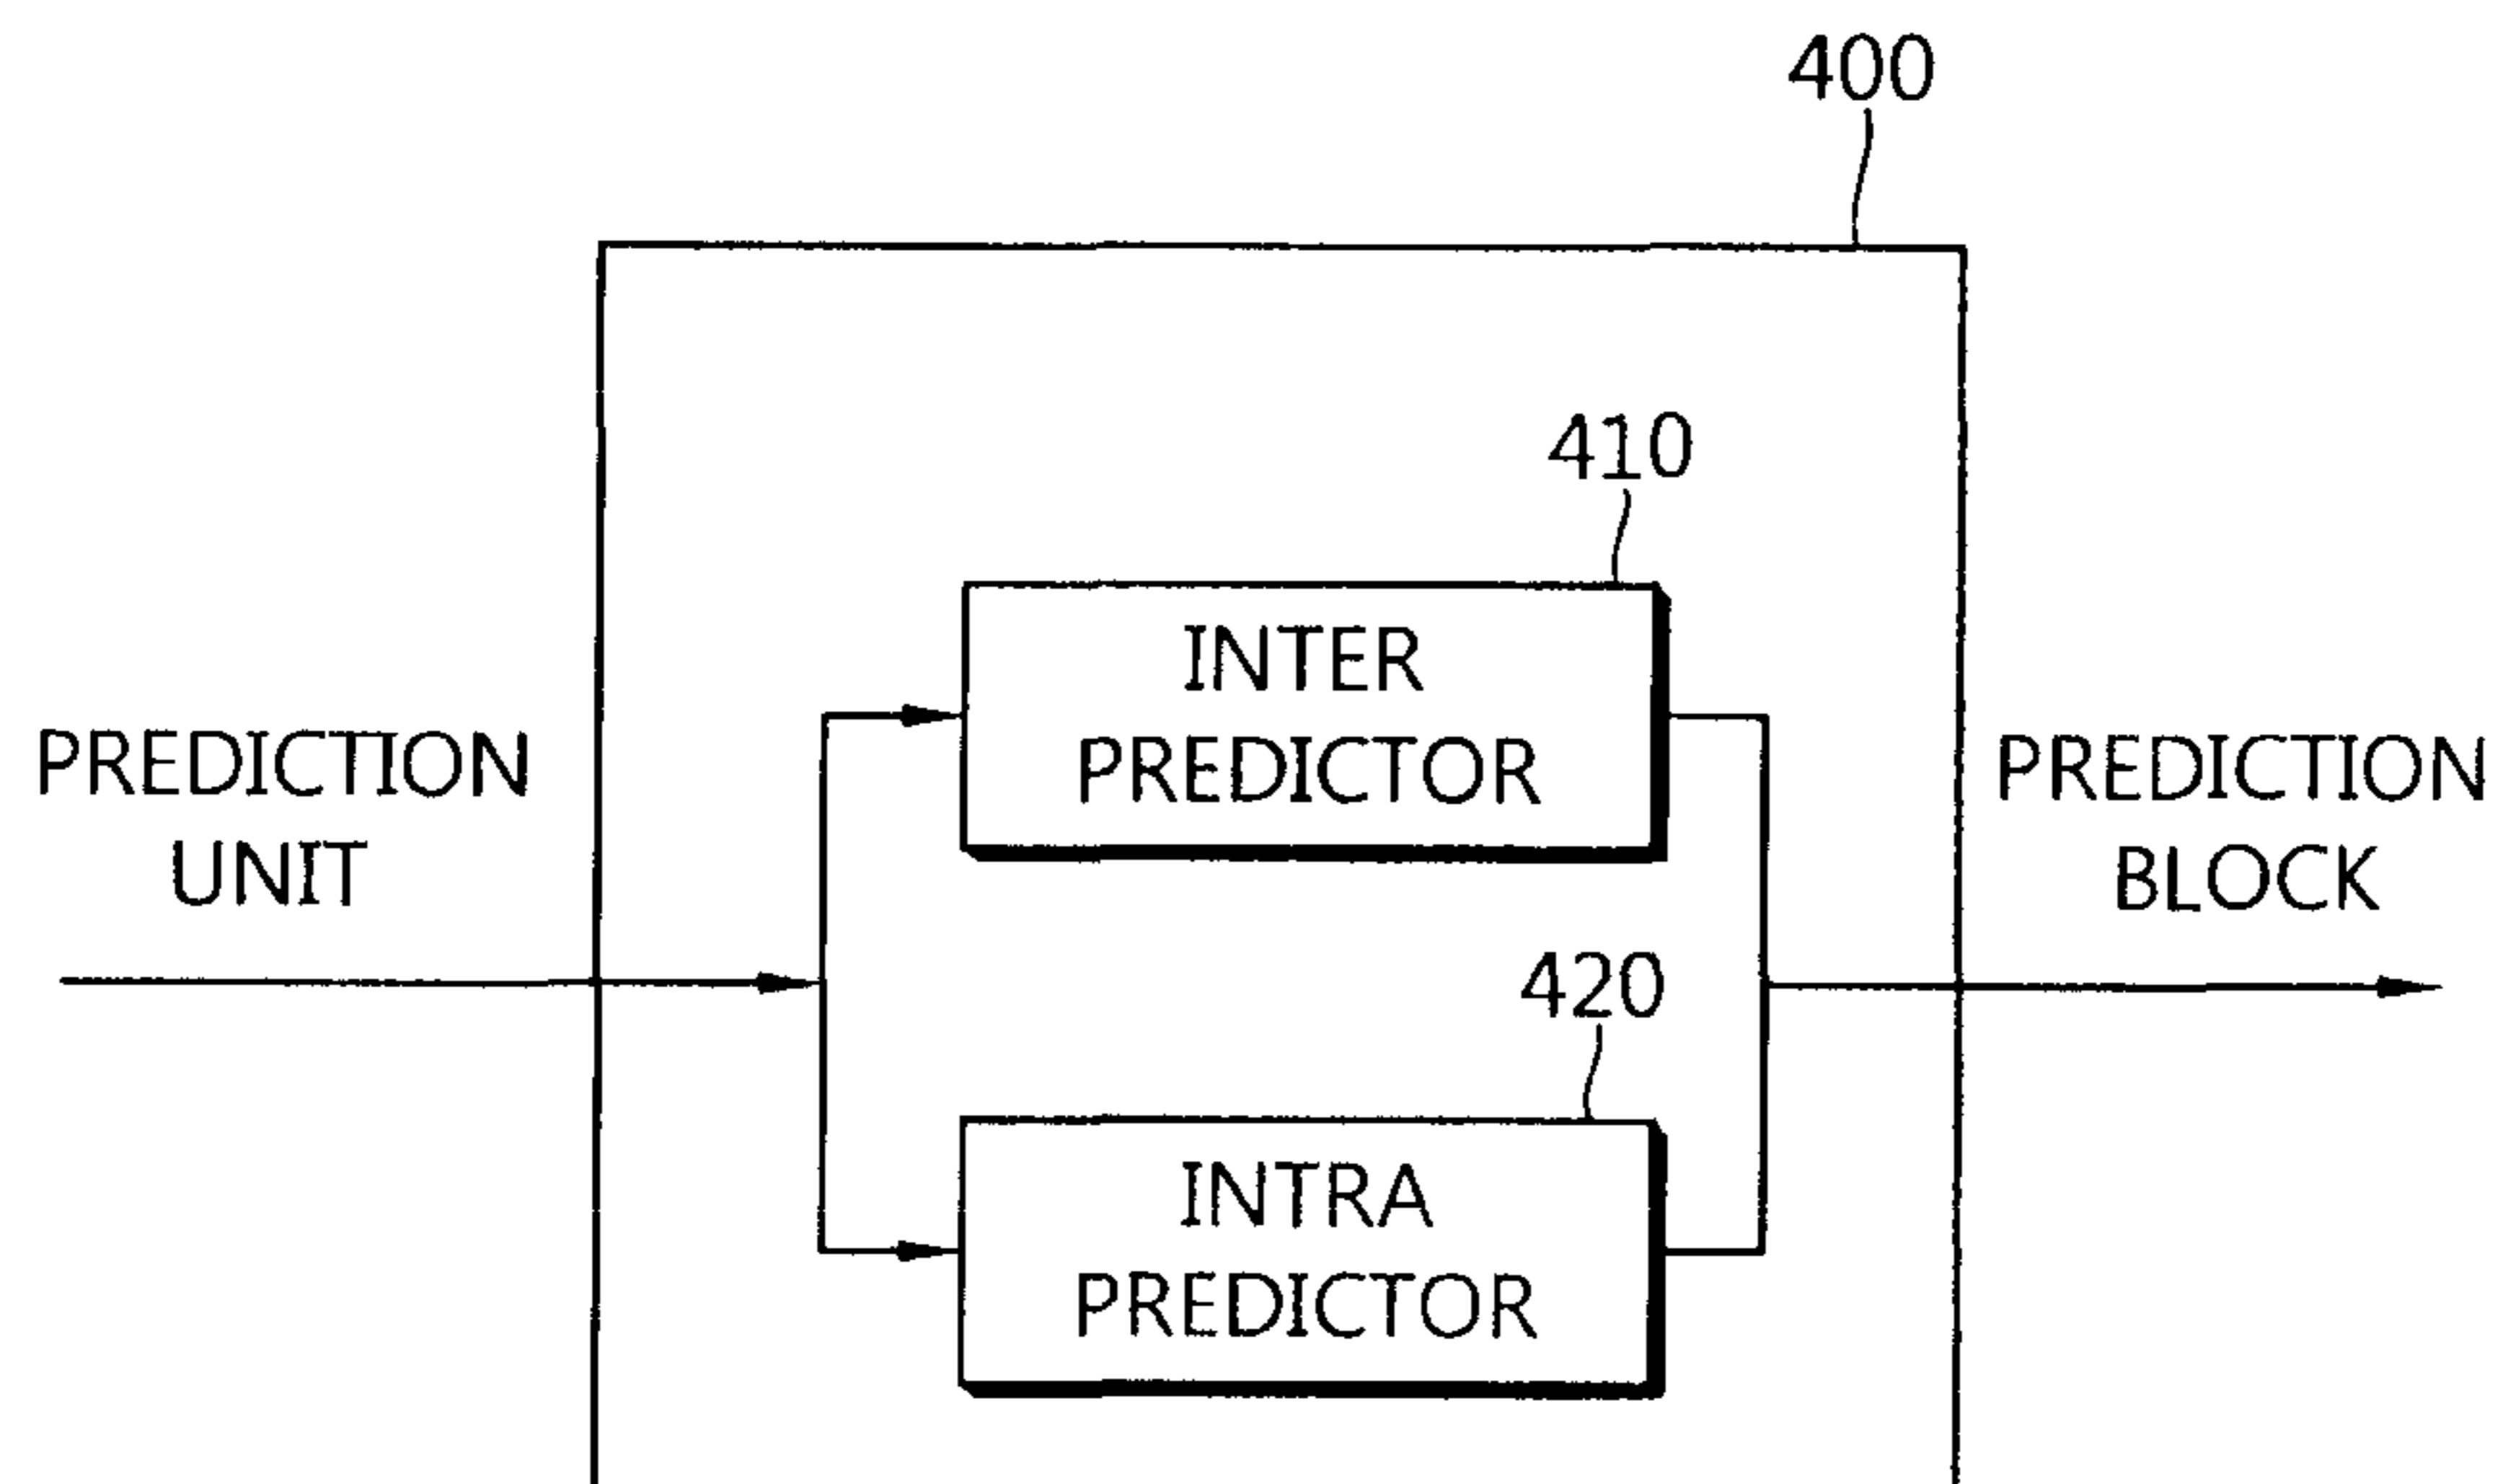 400
410
INTER
PREDICTOR
PREDICTION
UNIT
PREDICTION
BLOCK
420
INTRA
PREDICTOR